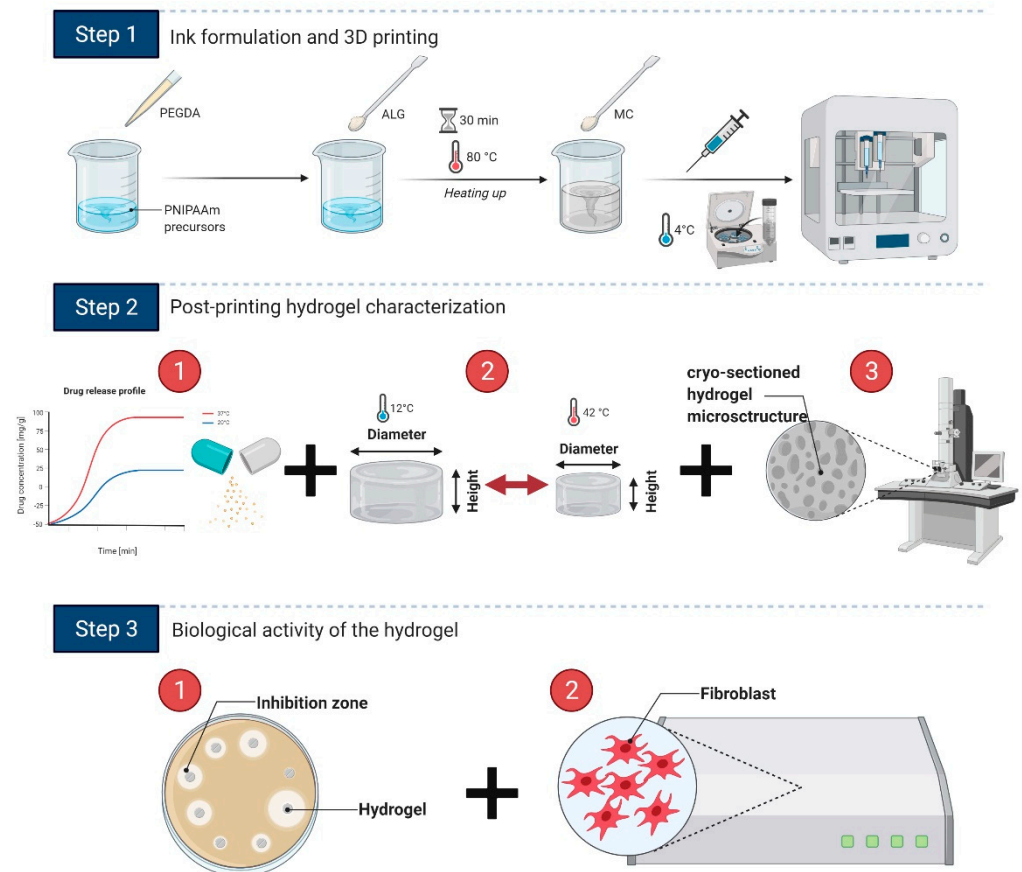 Step 1
Ink formulation and 3D printing
PEGDA
ALG
30 min
80 °C
Heating up
MC
4°C
PNIPAAm
precursors
Step 2
Post-printing hydrogel characterization
1
Drug release profile
Drug concentration [mg/g]
100
75
50
25
0
-25
-50
37°C
20°C
Time [min]
2
12°C
Diameter
Height
42 °C
Diameter
Height
3
cryo-sectioned
hydrogel
microsctructure
Step 3
Biological activity of the hydrogel
1
Inhibition zone
Hydrogel
2
Fibroblast